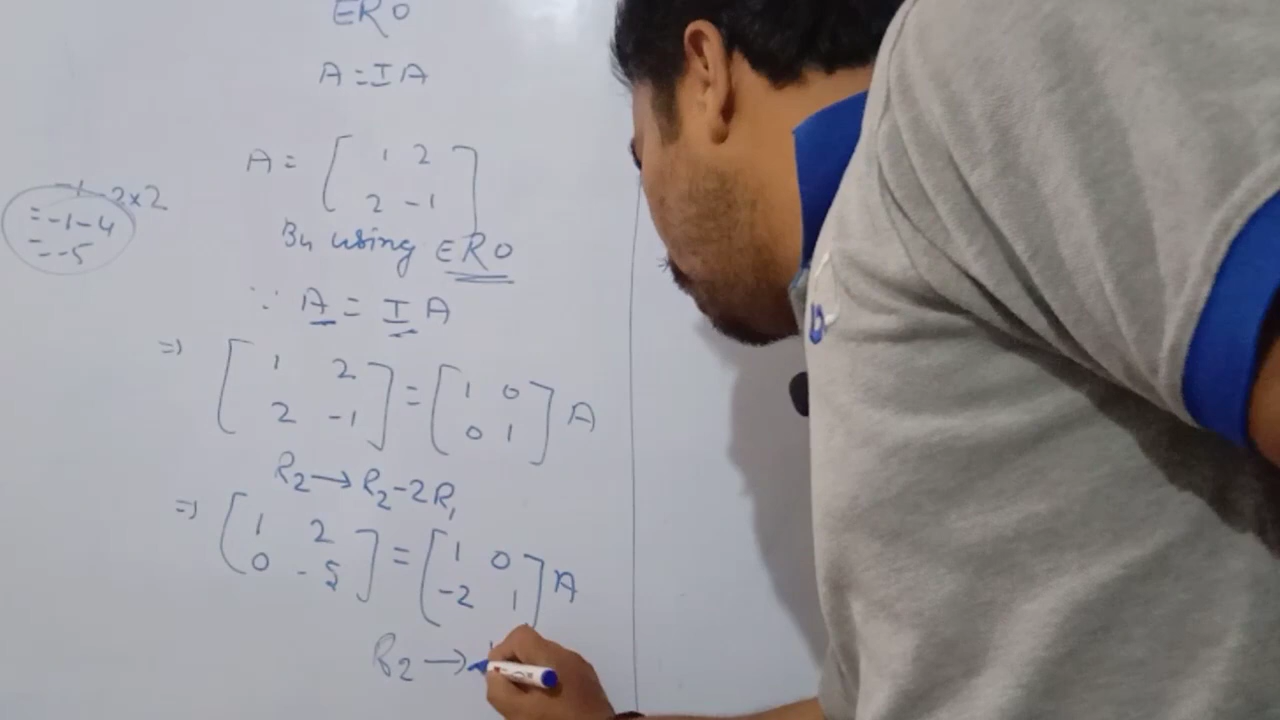 ERO
A = IA
A = [ 1 2
2 -1 ]
-1-2×2
= -1-4
= -5
By using ERO
∵ A = I A
⇒ [ 1 2
2 -1 ] = [ 1 0
0 1 ] A
R₂ → R₂ - 2R₁
⇒ [ 1 2
0 -5 ] = [ 1 0
-2 1 ] A
R₂ →